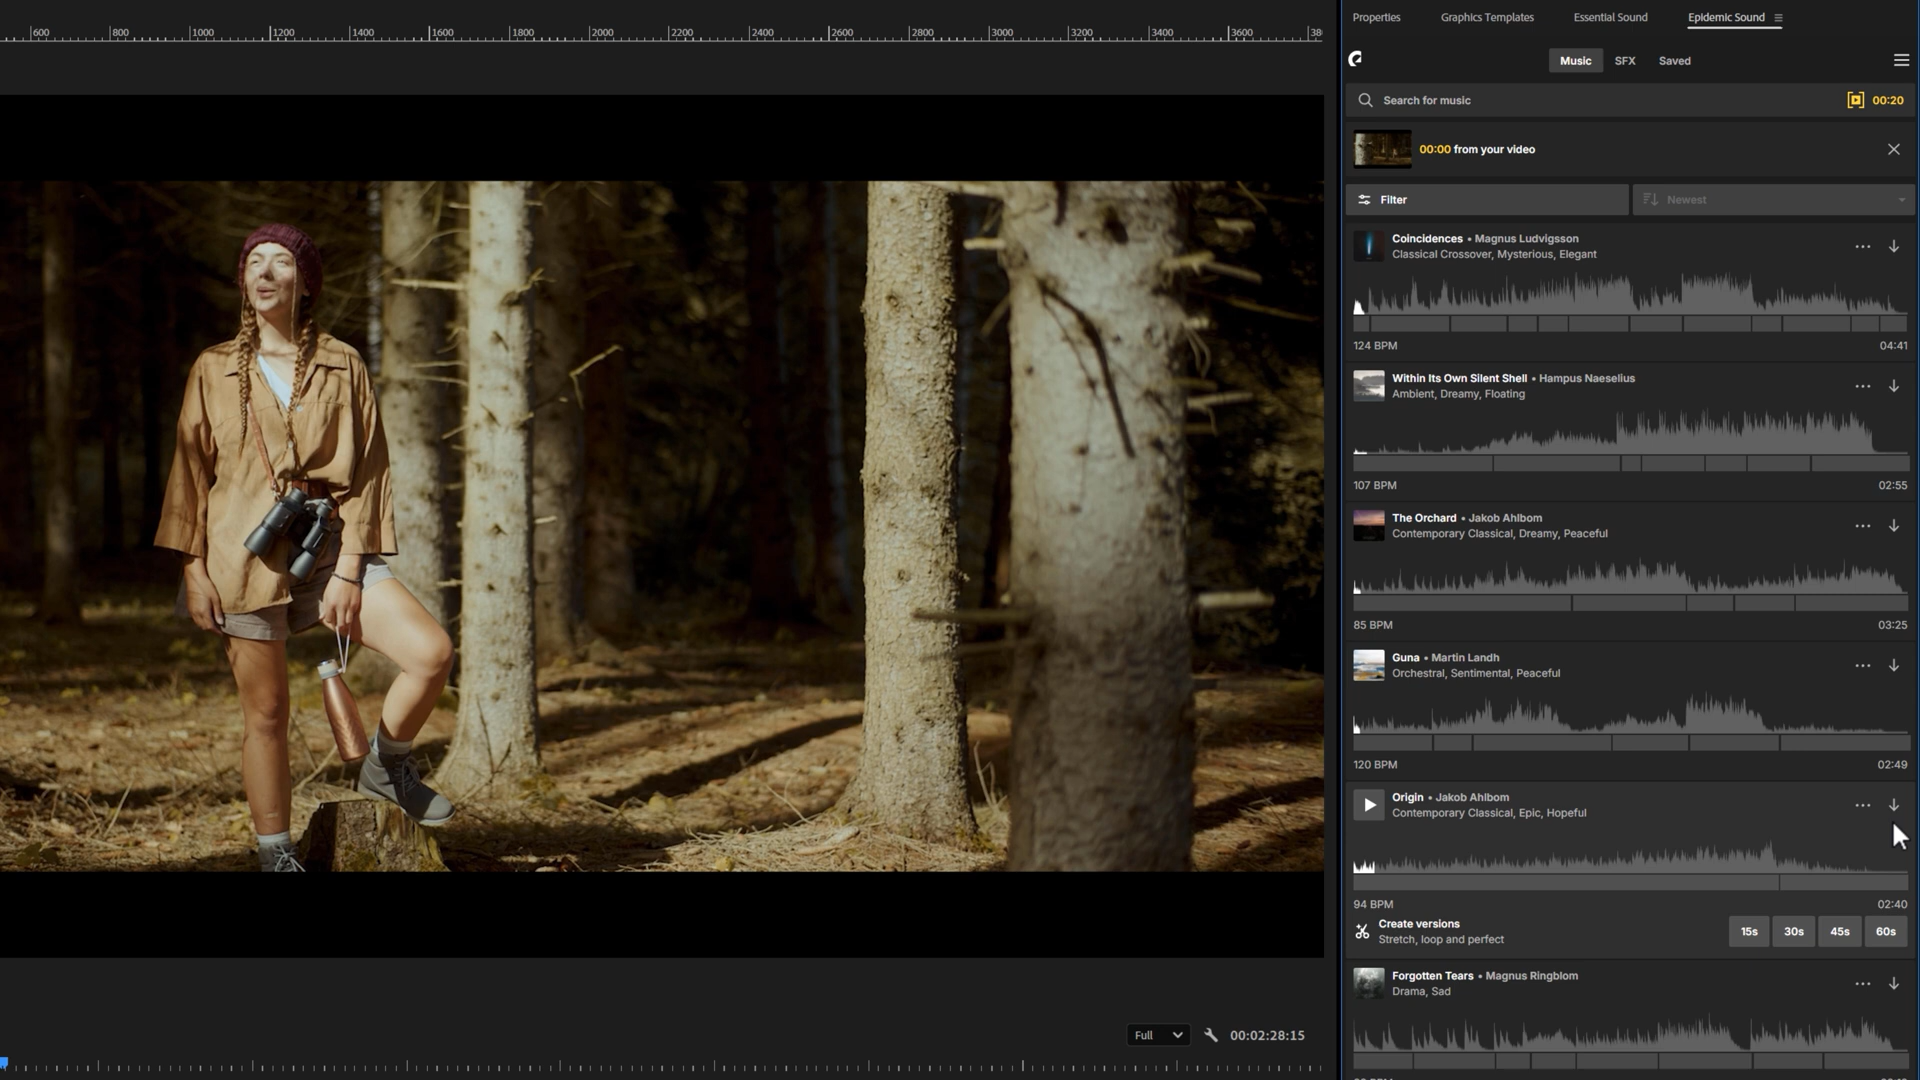 600 800 1000 1200 1400 1600 1800 2000 2200 2400 2600 2800 3000 3200 3400 3600
Properties Graphics Templates Essential Sound Epidemic Sound
Music SFX Saved
Search for music 00:20
00:00 from your video
Filter Newest
Coincidences • Magnus Ludvigsson
Classical Crossover, Mysterious, Elegant
124 BPM 04:41
Within Its Own Silent Shell • Hampus Naeselius
Ambient, Dreamy, Floating
107 BPM 02:55
The Orchard • Jakob Ahlbom
Contemporary Classical, Dreamy, Peaceful
85 BPM 03:25
Guna • Martin Landh
Orchestral, Sentimental, Peaceful
120 BPM 02:49
Origin • Jakob Ahlbom
Contemporary Classical, Epic, Hopeful
94 BPM 02:40
Create versions
Stretch, loop and perfect
15s 30s 45s 60s
Forgotten Tears • Magnus Ringblom
Drama, Sad
Full 00:02:28:15